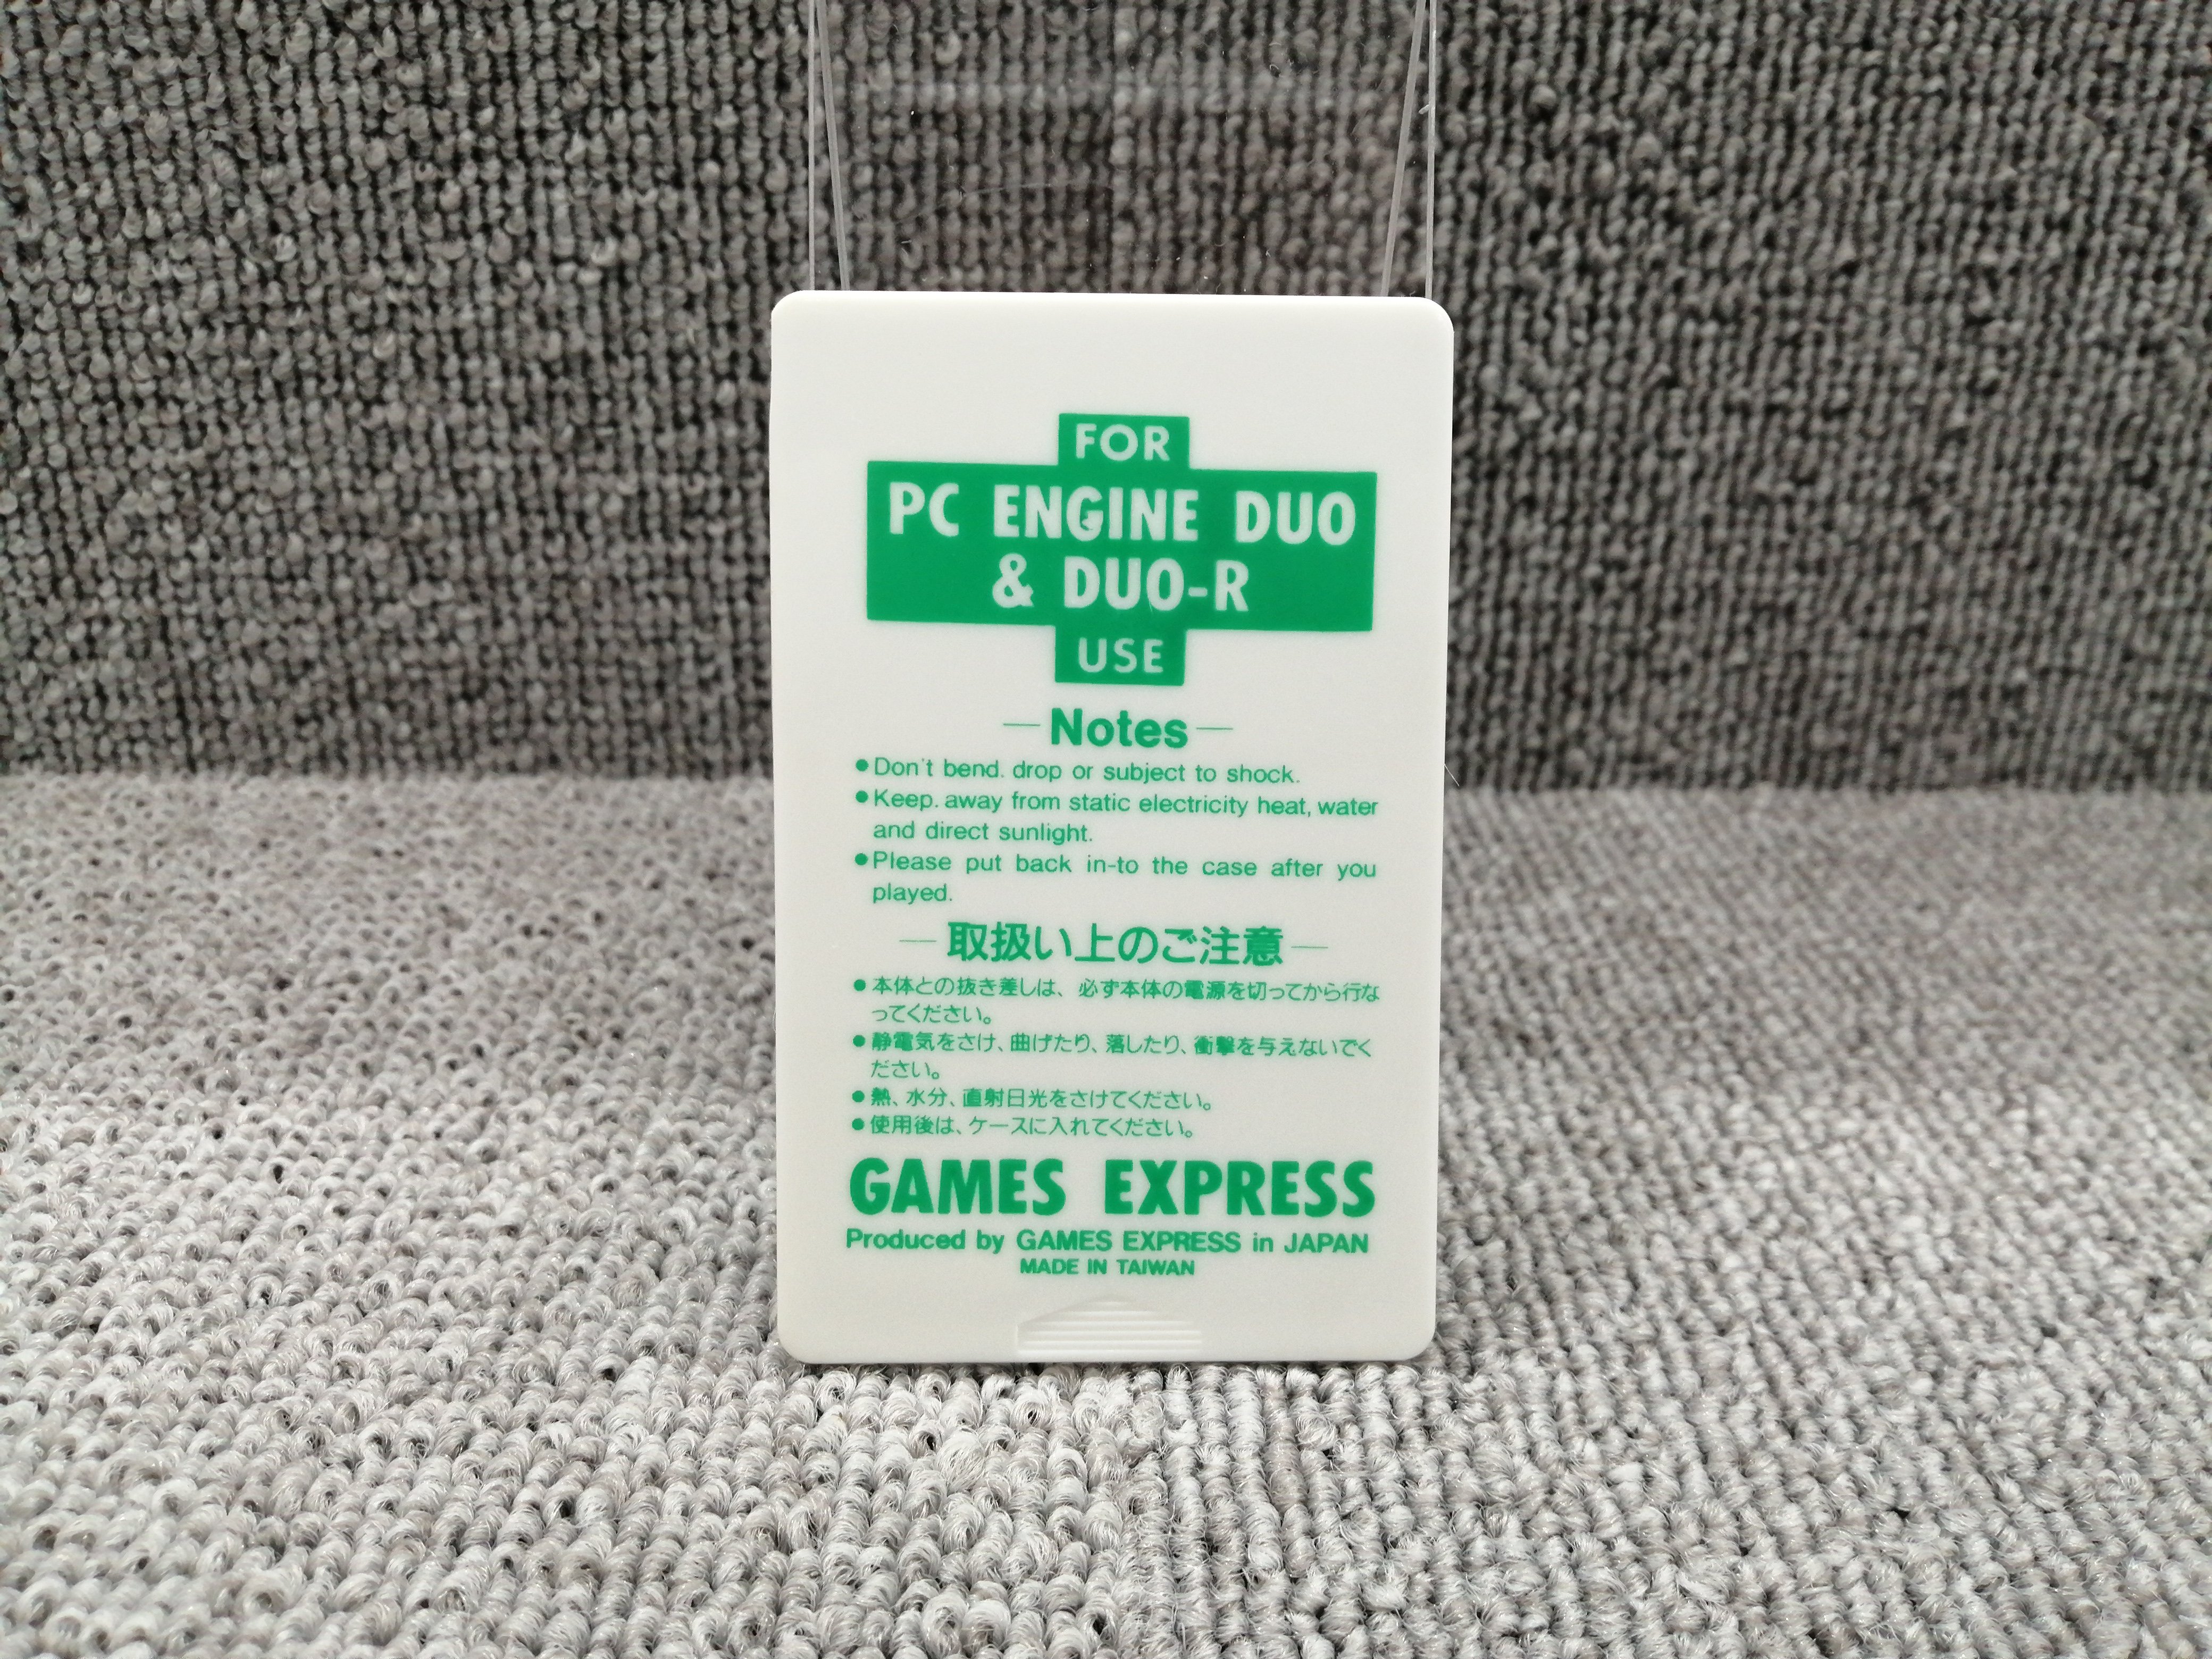 FOR
PC ENGINE DUO
& DUO-R
USE
Notes
●Don't bend. drop or subject to shock.
●Keep. away from static electricity heat, water
and direct sunlight.
●Please put back in-to the case after you
played.
取扱い上のご注意
●本体との抜き差しは、必ず本体の電源を切ってから行な
ってください。
●静電気をさけ、曲げたり、落したり、衝撃を与えないでく
ださい。
●熱、水分、直射日光をさけてください。
●使用後は、ケースに入れてください。
GAMES EXPRESS
Produced by GAMES EXPRESS in JAPAN
MADE IN TAIWAN